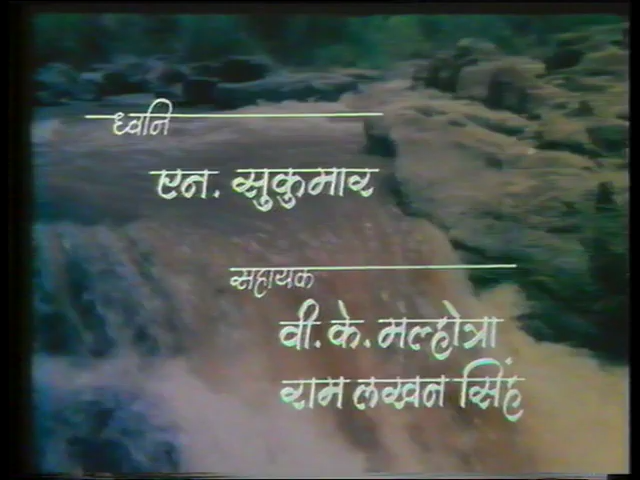 ध्वनि
एन. सुकुमार
सहायक
वी. के. मल्होत्रा
राम लखन सिंह